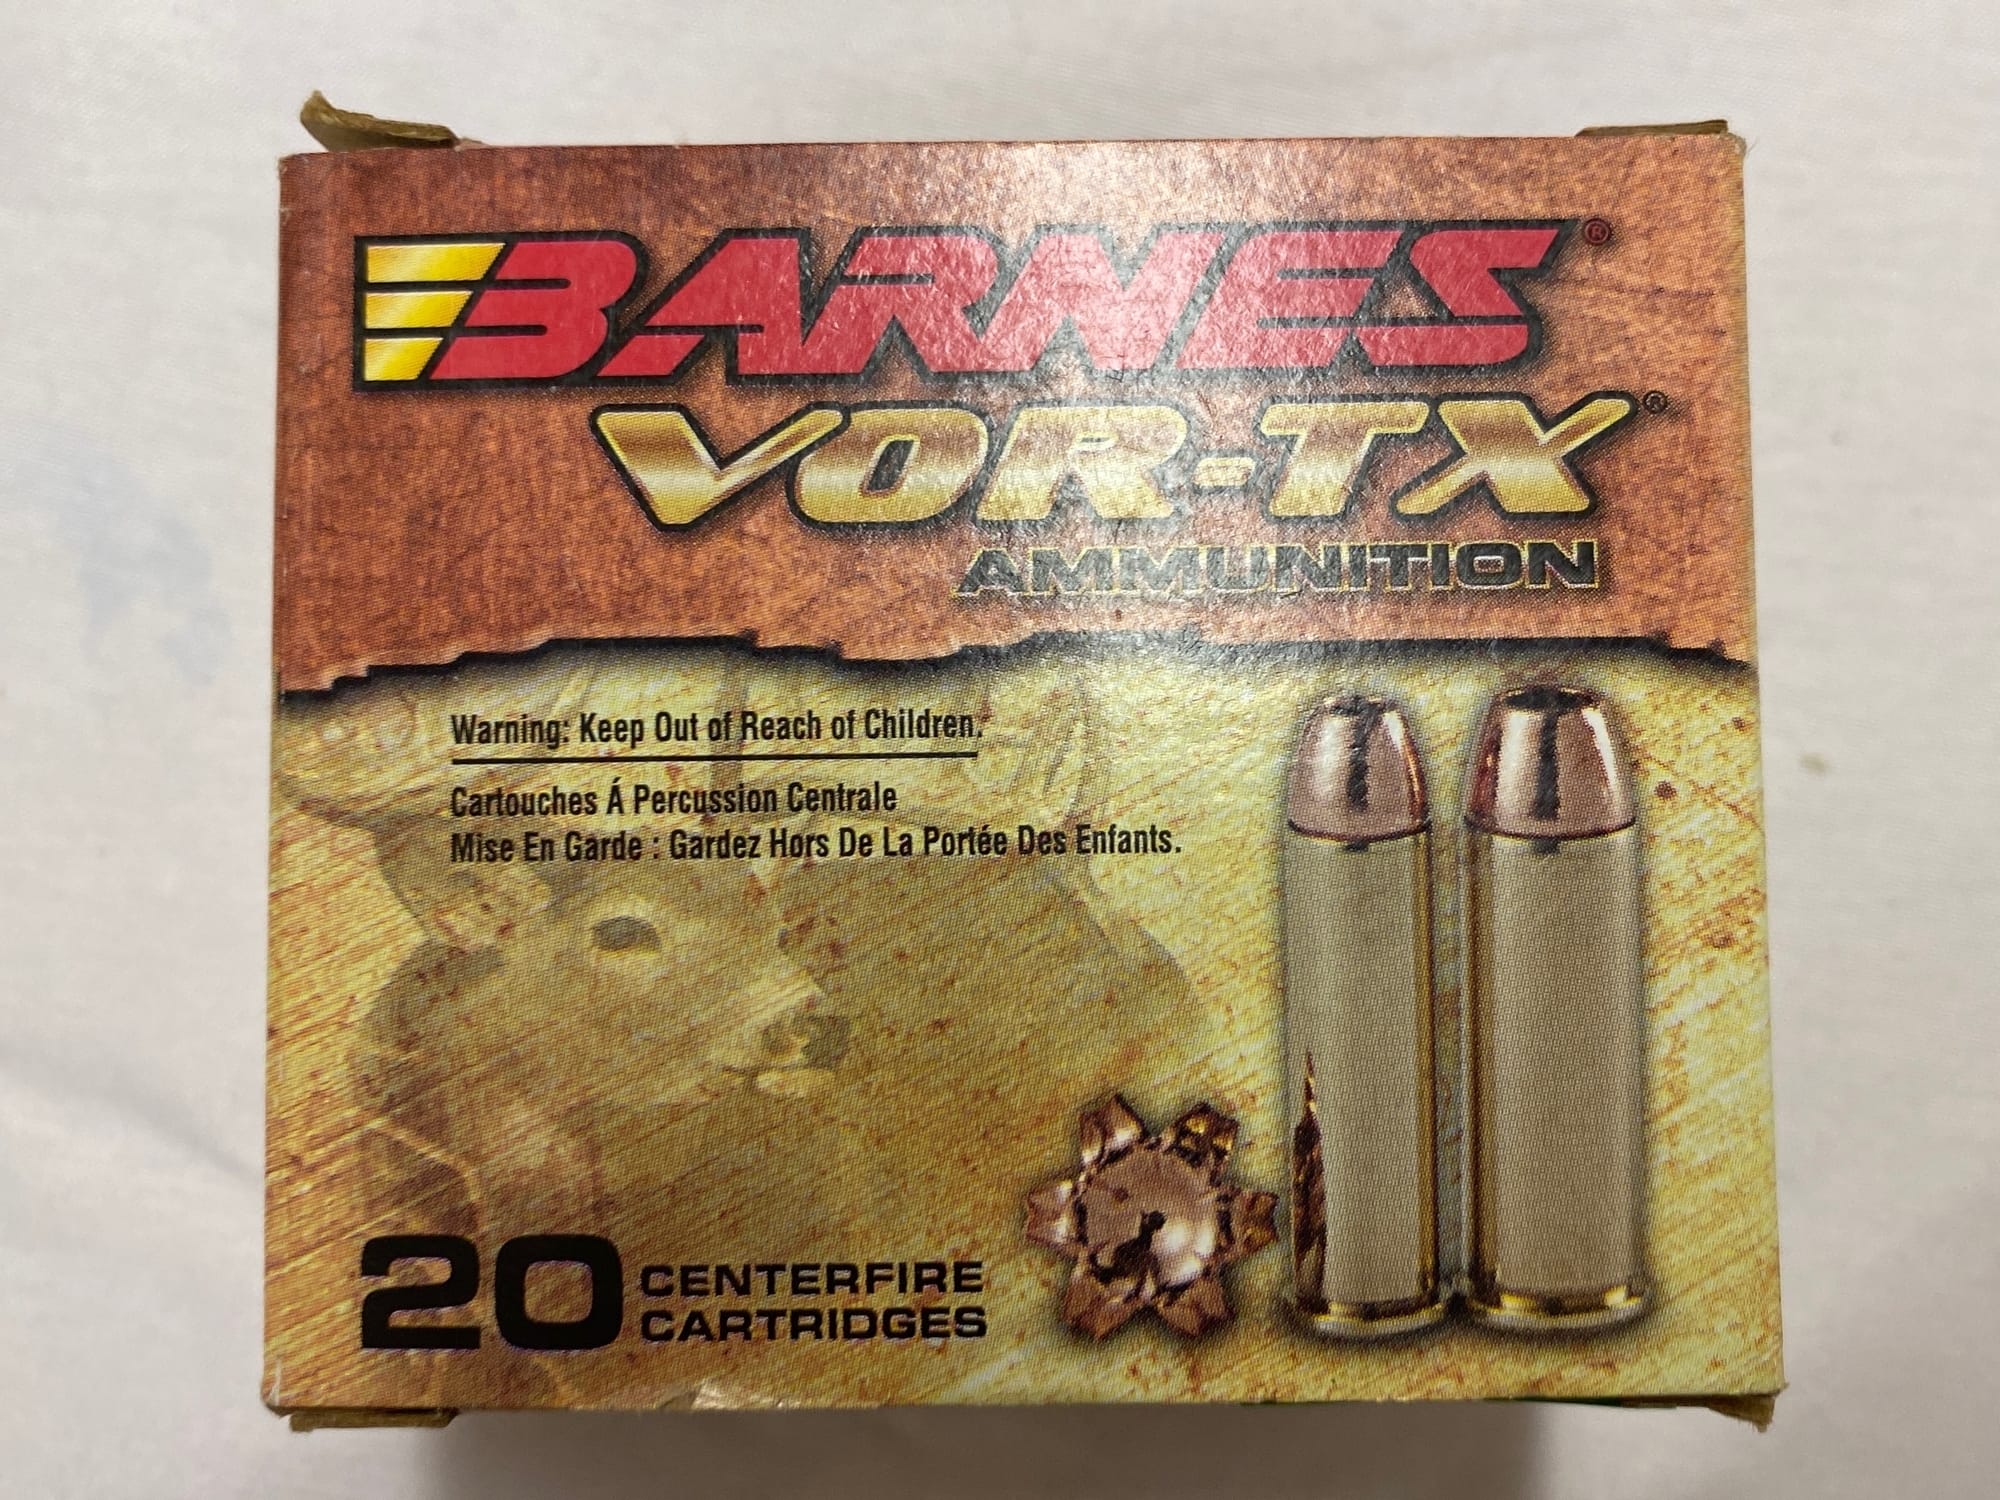 BARNES®
VOR-TX®
AMMUNITION
Warning: Keep Out of Reach of Children.
Cartouches Á Percussion Centrale
Mise En Garde : Gardez Hors De La Portée Des Enfants.
20 CENTERFIRE
CARTRIDGES